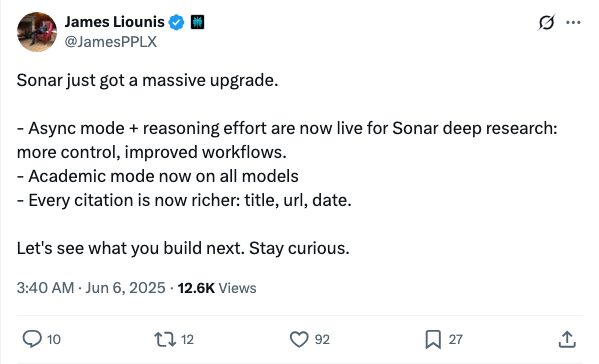 James Liounis
@JamesPPLX
Sonar just got a massive upgrade.
- Async mode + reasoning effort are now live for Sonar deep research:
more control, improved workflows.
- Academic mode now on all models
- Every citation is now richer: title, url, date.
Let's see what you build next. Stay curious.
3:40 AM · Jun 6, 2025 · 12.6K Views
10 12 92 27